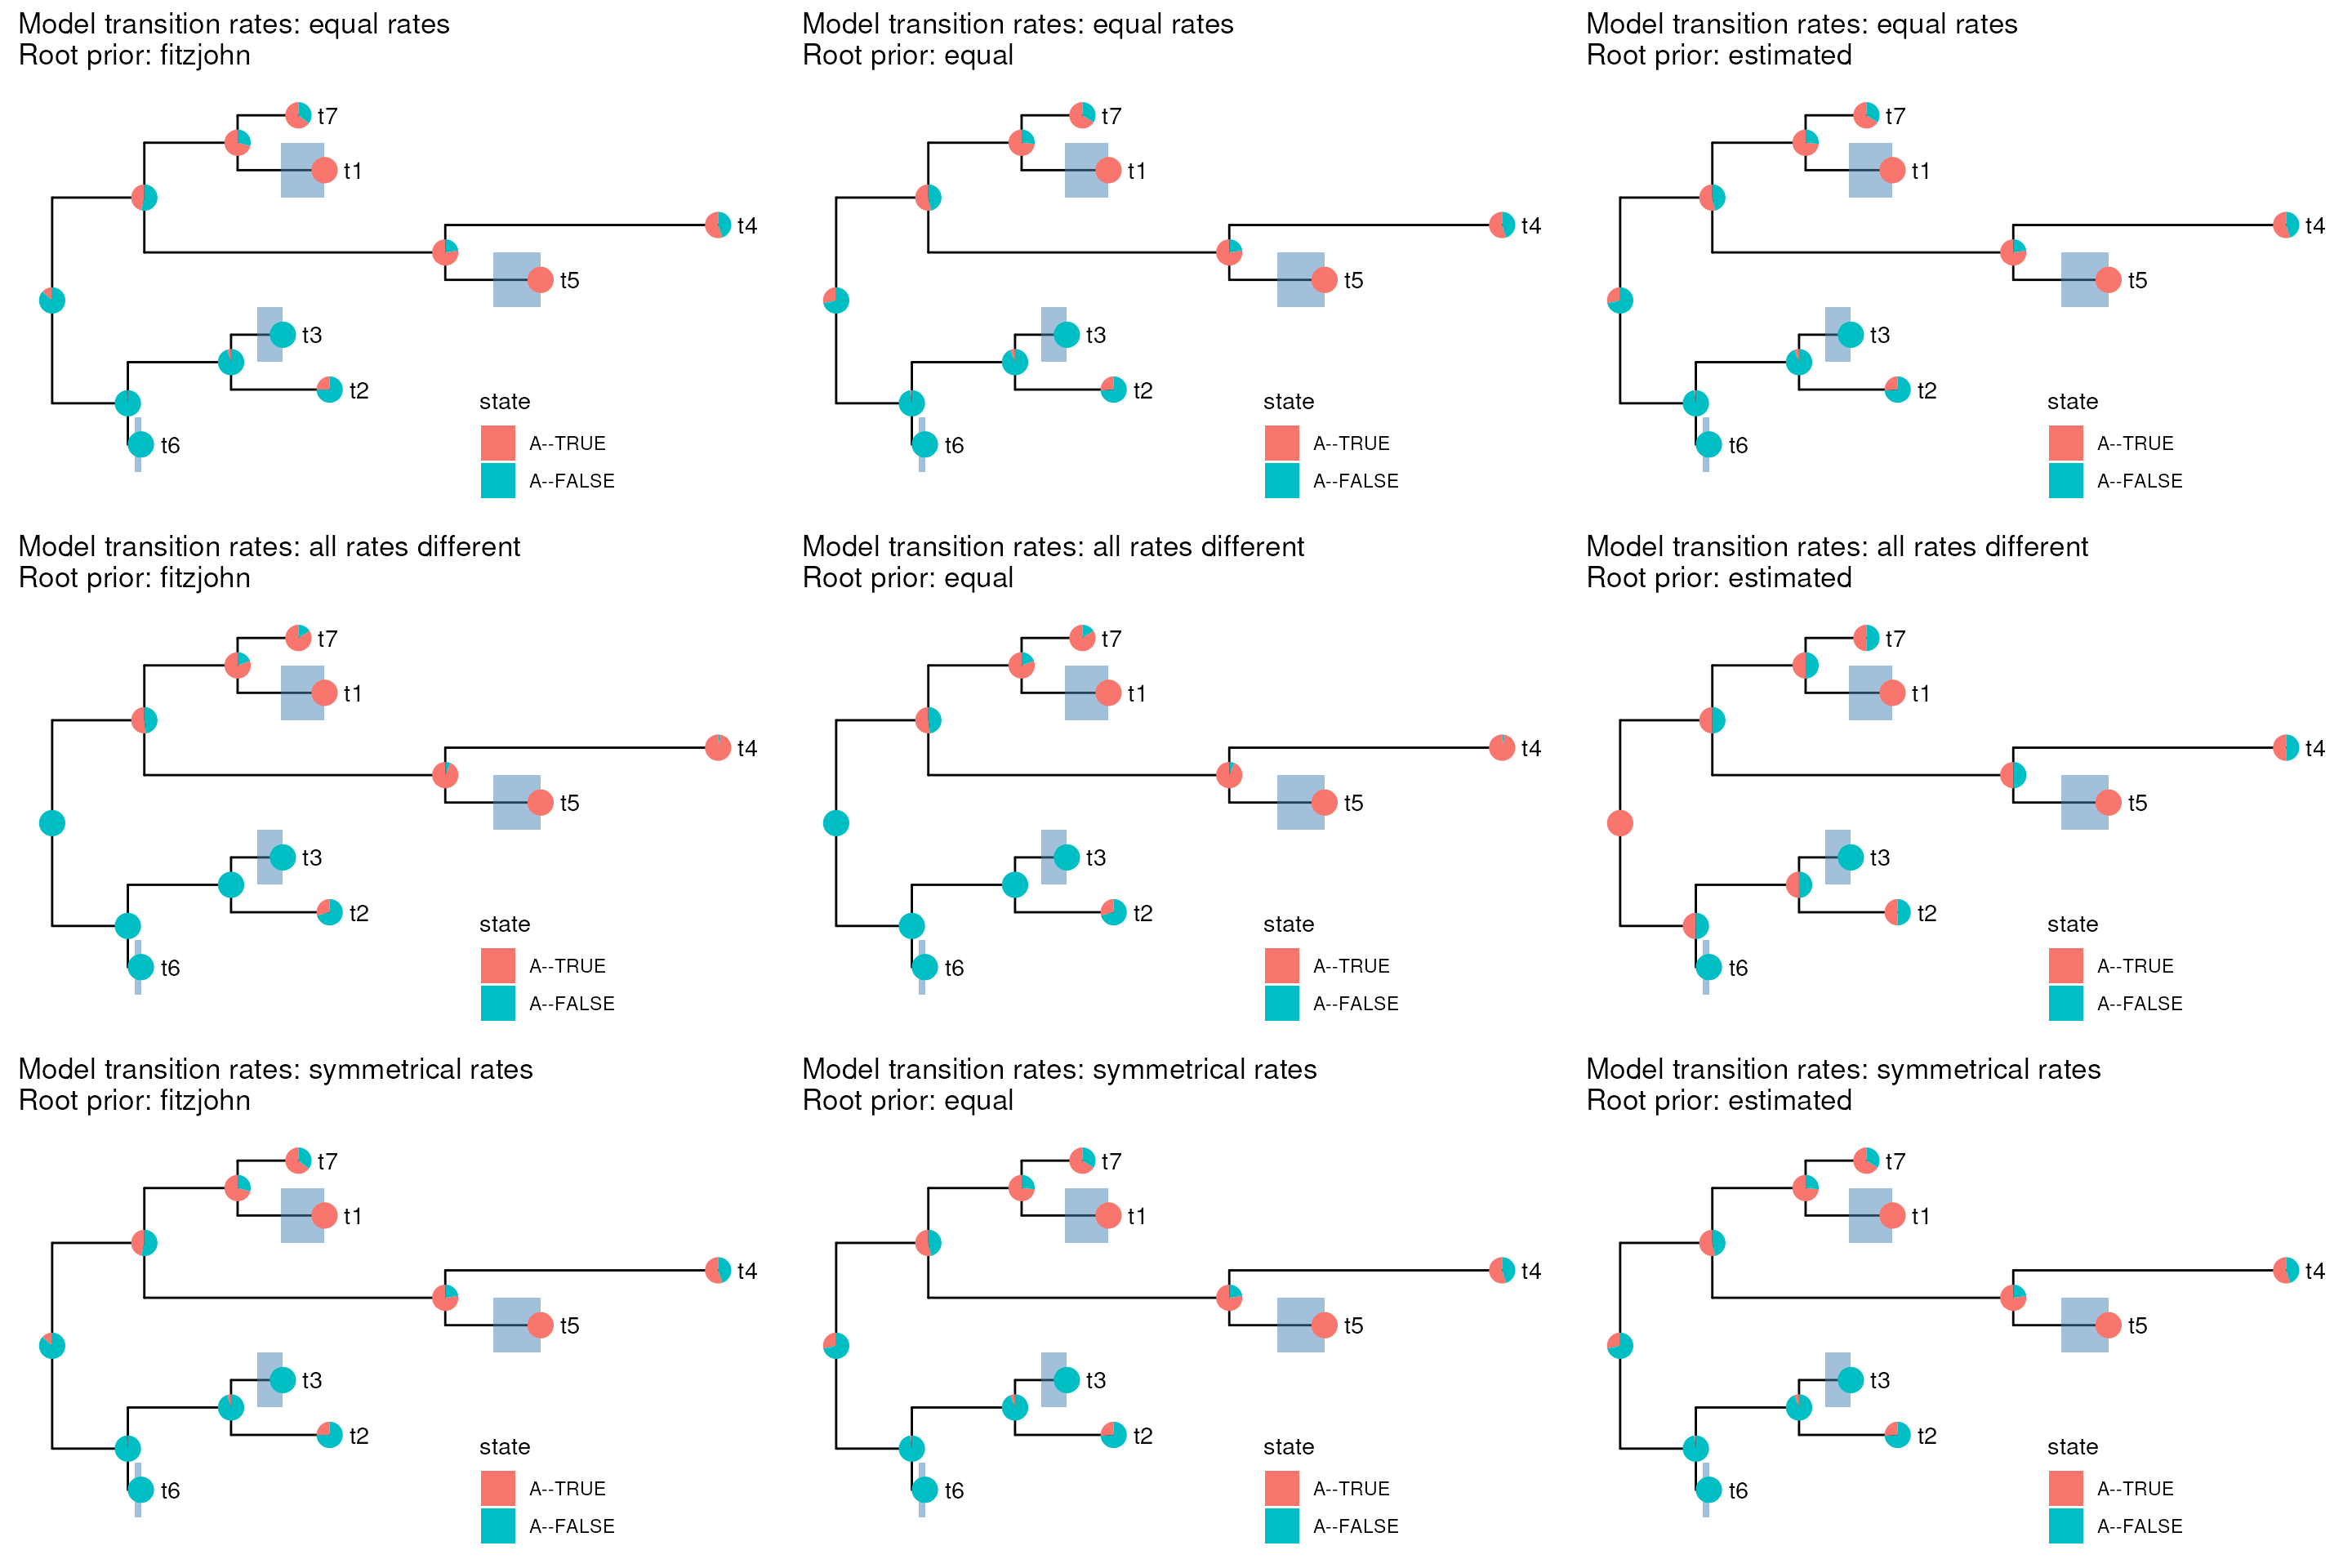 Model transition rates: equal rates
Root prior: fitzjohn
t7
t1
t4
t5
t3
t2
t6
state
A--TRUE
A--FALSE
Model transition rates: equal rates
Root prior: equal
t7
t1
t4
t5
t3
t2
t6
state
A--TRUE
A--FALSE
Model transition rates: equal rates
Root prior: estimated
t7
t1
t4
t5
t3
t2
t6
state
A--TRUE
A--FALSE
Model transition rates: all rates different
Root prior: fitzjohn
t7
t1
t4
t5
t3
t2
t6
state
A--TRUE
A--FALSE
Model transition rates: all rates different
Root prior: equal
t7
t1
t4
t5
t3
t2
t6
state
A--TRUE
A--FALSE
Model transition rates: all rates different
Root prior: estimated
t7
t1
t4
t5
t3
t2
t6
state
A--TRUE
A--FALSE
Model transition rates: symmetrical rates
Root prior: fitzjohn
t7
t1
t4
t5
t3
t2
t6
state
A--TRUE
A--FALSE
Model transition rates: symmetrical rates
Root prior: equal
t7
t1
t4
t5
t3
t2
t6
state
A--TRUE
A--FALSE
Model transition rates: symmetrical rates
Root prior: estimated
t7
t1
t4
t5
t3
t2
t6
state
A--TRUE
A--FALSE